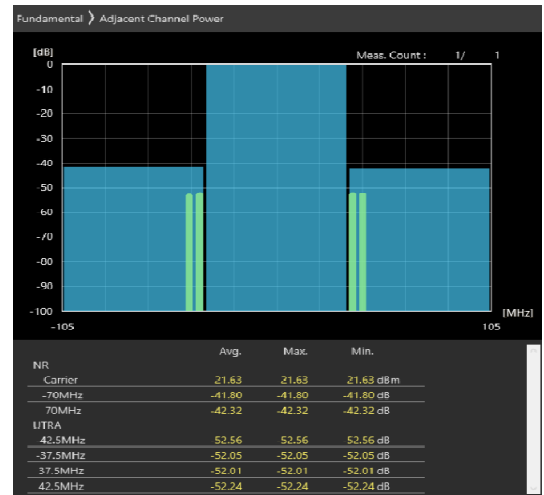 Fundamental ❯ Adjacent Channel Power
[dB] Meas. Count : 1/ 1
0
-10
-20
-30
-40
-50
-60
-70
-80
-90
-100 [MHz]
-105 105
Avg. Max. Min.
NR
Carrier 21.63 21.63 21.63 dBm
-70MHz -41.80 -41.80 -41.80 dB
70MHz -42.32 -42.32 -42.32 dB
UTRA
42.5MHz 52.56 52.56 52.56 dB
-37.5MHz -52.05 -52.05 -52.05 dB
37.5MHz -52.01 -52.01 -52.01 dB
42.5MHz -52.24 -52.24 -52.24 dB